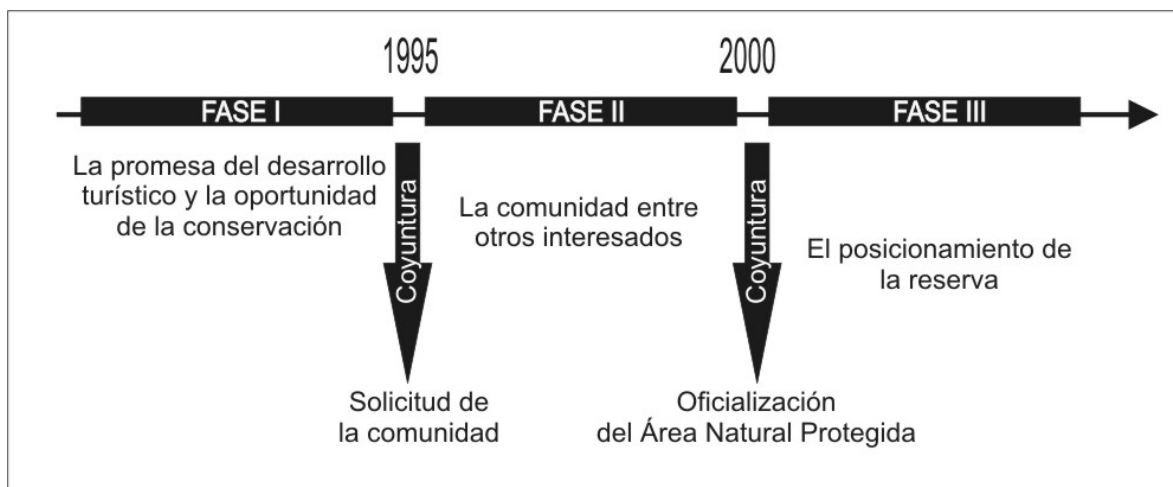 1995
2000
FASE I
FASE II
FASE III
La promesa del desarrollo
turístico y la oportunidad
de la conservación
Coyuntura
La comunidad entre
otros interesados
Coyuntura
El posicionamiento de
la reserva
Solicitud de
la comunidad
Oficialización
del Área Natural Protegida